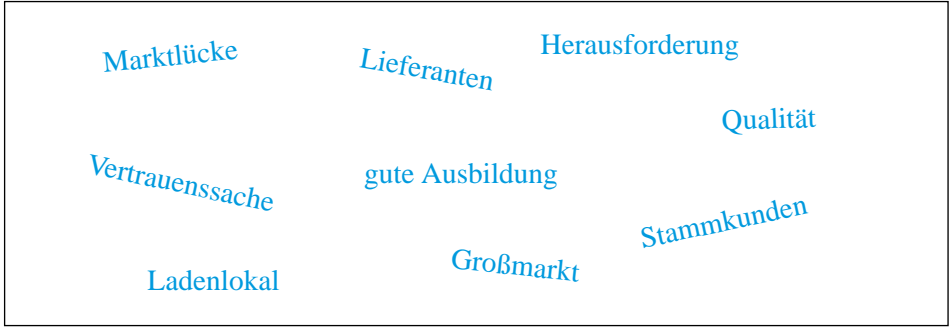 Marktlücke
Lieferanten
Herausforderung
Qualität
Vertrauenssache
gute Ausbildung
Stammkunden
Großmarkt
Ladenlokal